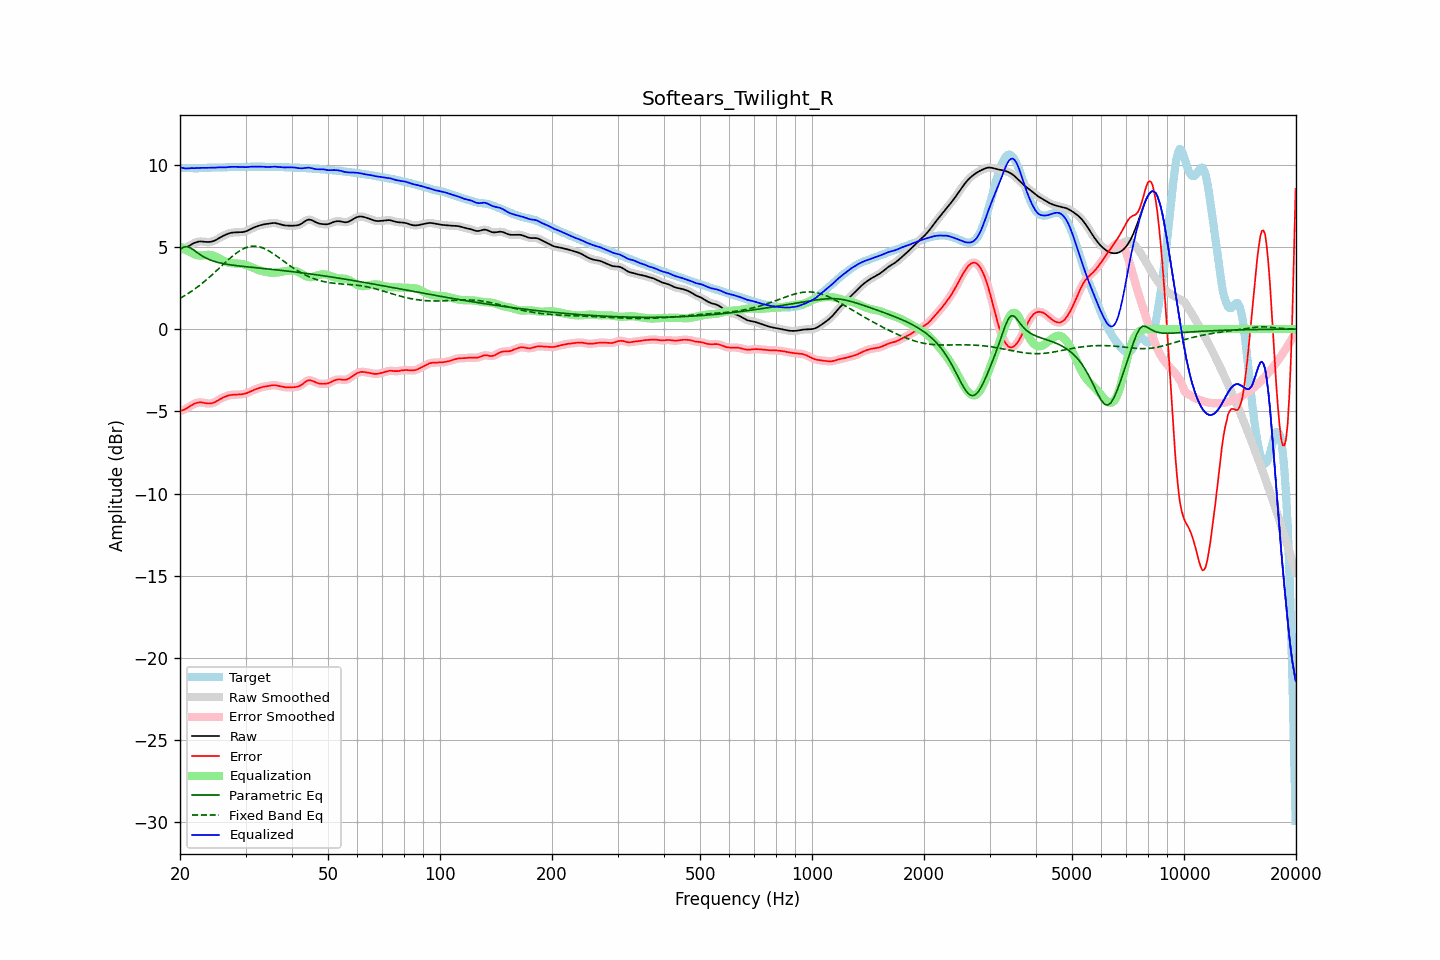 Softears_Twilight_R
Amplitude (dBr)
10
5
0
−5
−10
−15
−20
−25
−30
Target
Raw Smoothed
Error Smoothed
Raw
Error
Equalization
Parametric Eq
Fixed Band Eq
Equalized
20 50 100 200 500 1000 2000 5000 10000 20000
Frequency (Hz)